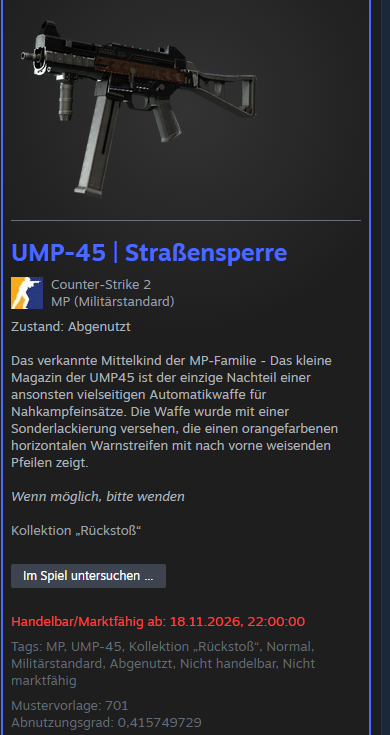 UMP-45 | Straßensperre
Counter-Strike 2
MP (Militärstandard)
Zustand: Abgenutzt
Das verkannte Mittelkind der MP-Familie - Das kleine
Magazin der UMP45 ist der einzige Nachteil einer
ansonsten vielseitigen Automatikwaffe für
Nahkampfeinsätze. Die Waffe wurde mit einer
Sonderlackierung versehen, die einen orangefarbenen
horizontalen Warnstreifen mit nach vorne weisenden
Pfeilen zeigt.
Wenn möglich, bitte wenden
Kollektion „Rückstoß“
Im Spiel untersuchen ...
Handelbar/Marktfähig ab: 18.11.2026, 22:00:00
Tags: MP, UMP-45, Kollektion „Rückstoß“, Normal,
Militärstandard, Abgenutzt, Nicht handelbar, Nicht
marktfähig
Mustervorlage: 701
Abnutzungsgrad: 0,415749729